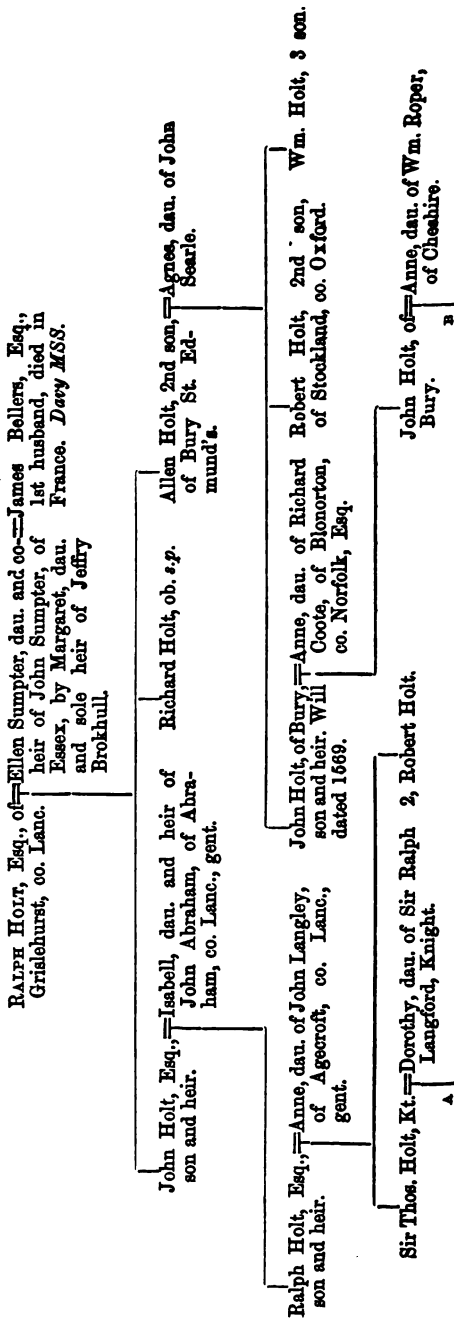 RALPH HOLT, Esq., of═Ellen Sumpter, dau. and co-═James Bellers, Esq.,
Grislehurst, co. Lanc.
heir of John Sumpter, of
Essex, by Margaret, dau.
and sole heir of Jeffry
Brokhull.
1st husband, died in
France. Davy MSS.
John Holt, Esq.,═Isabell, dau. and heir of
son and heir.
John Abraham, of Abra-
ham, co. Lanc., gent.
Richard Holt, ob. s.p.
Allen Holt, 2nd son,═Agnes, dau. of John
of Bury St. Ed-
mund's.
Searle.
Ralph Holt, Esq.,═Anne, dau. of John Langley,
son and heir.
of Agecroft, co. Lanc.,
gent.
John Holt, of Bury,═Anne, dau. of Richard
son and heir. Will
dated 1569.
Coote, of Blonorton,
co. Norfolk, Esq.
Robert Holt, 2nd son,
of Stockland, co. Oxford.
Wm. Holt, 3 son.
Sir Thos. Holt, Kt.═Dorothy, dau. of Sir Ralph
Langford, Knight.
A
2, Robert Holt.
John Holt, of═Anne, dau. of Wm. Roper,
Bury.
of Cheshire.
B